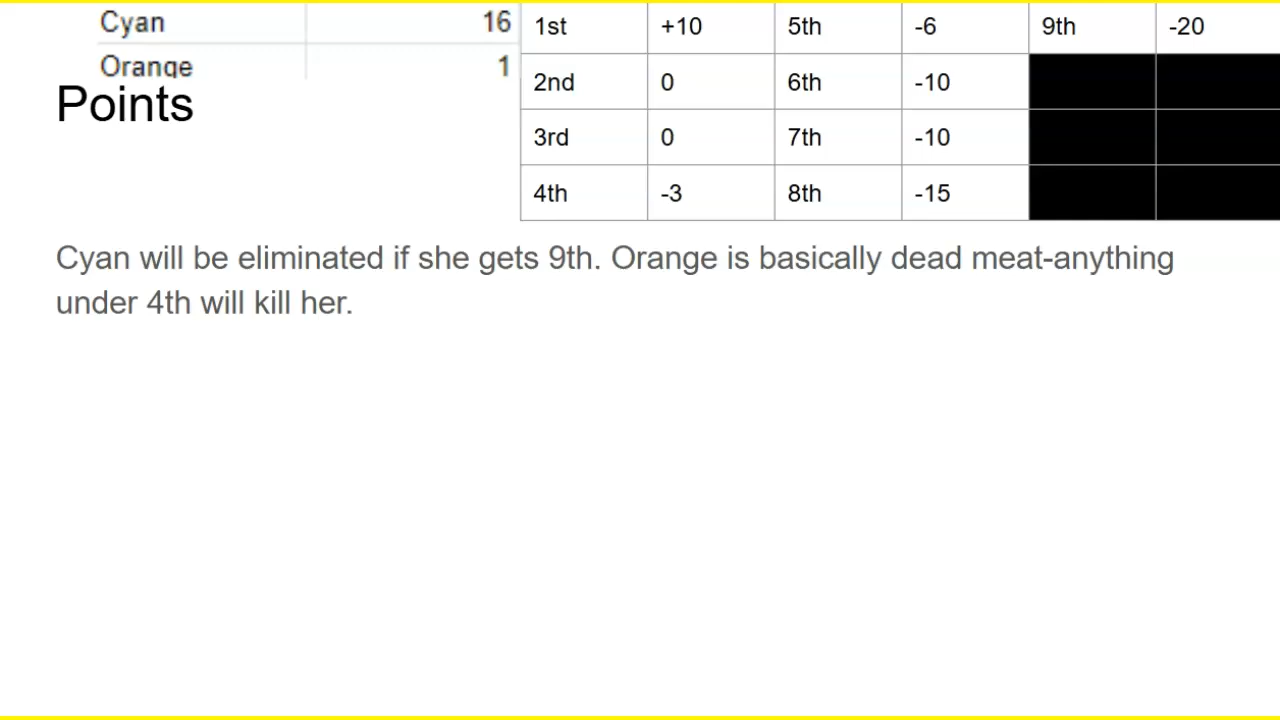 Cyan 16
Orange 1
Points
1st +10 5th -6 9th -20
2nd 0 6th -10
3rd 0 7th -10
4th -3 8th -15
Cyan will be eliminated if she gets 9th. Orange is basically dead meat-anything
under 4th will kill her.